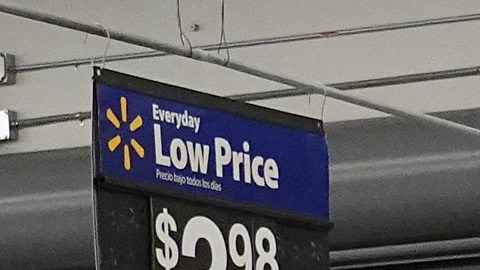 Everyday
Low Price
Precio bajo todos los días
$2.98